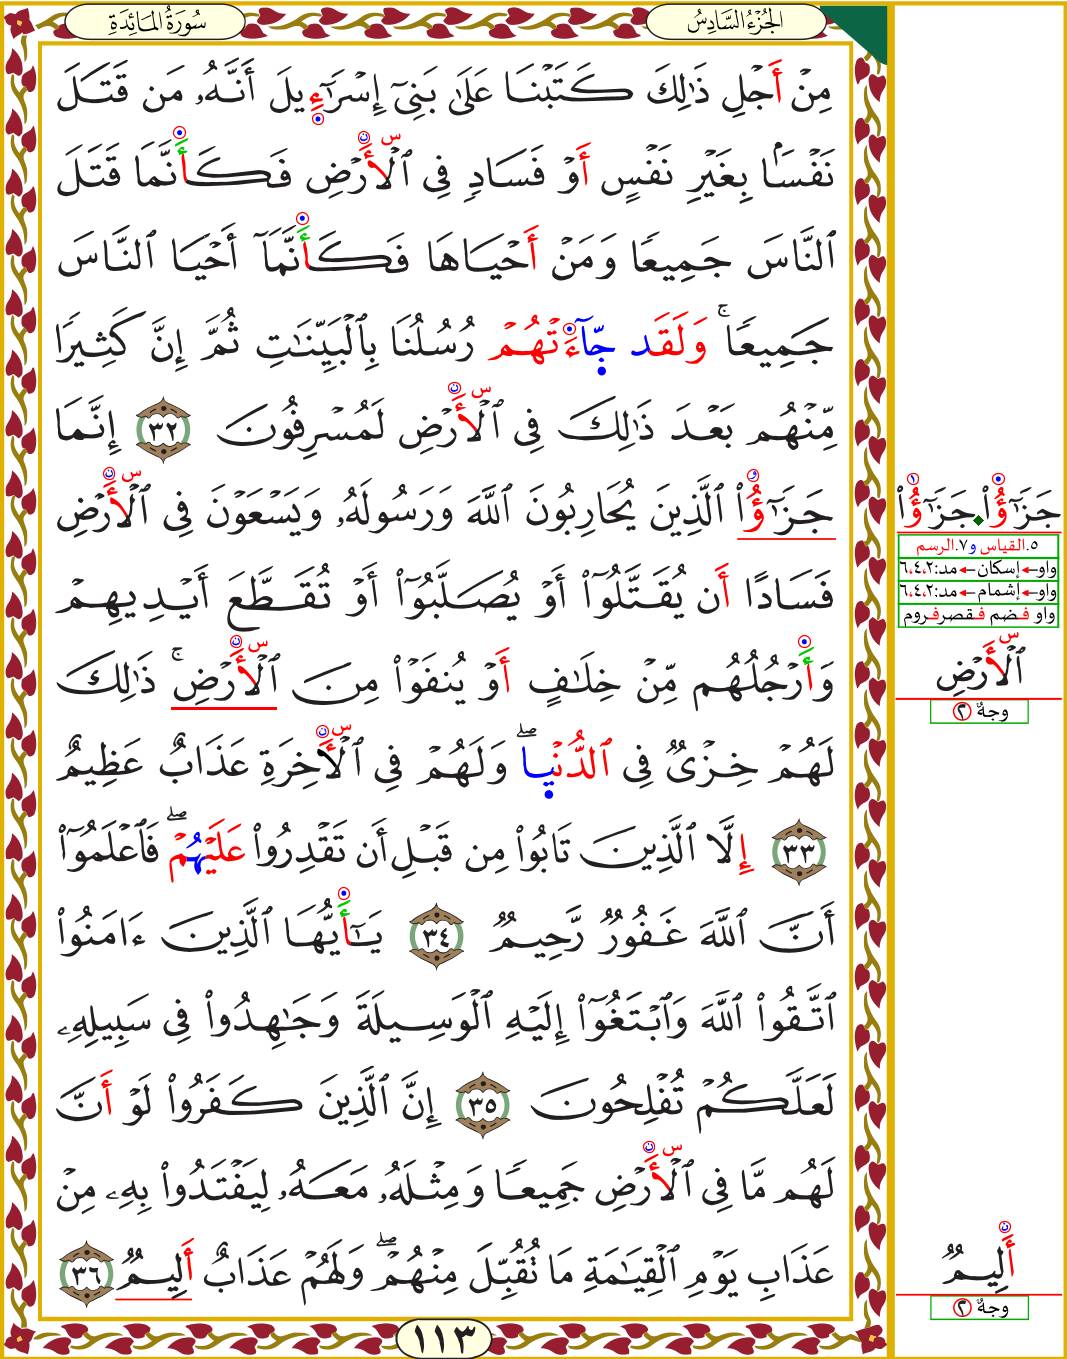 سُورَةُ المَائِدَةِ
الجُزْءُ السَّادِسُ
مِنْ أَجْلِ ذَٰلِكَ كَتَبْنَا عَلَىٰ بَنِىٓ إِسْرَٰٓءِيلَ أَنَّهُۥ مَن قَتَلَ
نَفْسًۢا بِغَيْرِ نَفْسٍ أَوْ فَسَادٍ فِى ٱلْأَرْضِ فَكَأَنَّمَا قَتَلَ
ٱلنَّاسَ جَمِيعًا وَمَنْ أَحْيَاهَا فَكَأَنَّمَآ أَحْيَا ٱلنَّاسَ
جَمِيعًا ۚ وَلَقَد جَّآءَتْهُمْ رُسُلُنَا بِٱلْبَيِّنَٰتِ ثُمَّ إِنَّ كَثِيرًا
مِّنْهُم بَعْدَ ذَٰلِكَ فِى ٱلْأَرْضِ لَمُسْرِفُونَ ٣٢ إِنَّمَا
جَزَٰٓؤُا۟ ٱلَّذِينَ يُحَارِبُونَ ٱللَّهَ وَرَسُولَهُۥ وَيَسْعَوْنَ فِى ٱلْأَرْضِ
فَسَادًا أَن يُقَتَّلُوٓا۟ أَوْ يُصَلَّبُوٓا۟ أَوْ تُقَطَّعَ أَيْدِيهِمْ
وَأَرْجُلُهُم مِّنْ خِلَٰفٍ أَوْ يُنفَوْا۟ مِنَ ٱلْأَرْضِ ۚ ذَٰلِكَ
لَهُمْ خِزْىٌ فِى ٱلدُّنْيَا ۖ وَلَهُمْ فِى ٱلْأَخِرَةِ عَذَابٌ عَظِيمٌ
٣٣ إِلَّا ٱلَّذِينَ تَابُوا۟ مِن قَبْلِ أَن تَقْدِرُوا۟ عَلَيْهُمْ ۖ فَٱعْلَمُوٓا۟
أَنَّ ٱللَّهَ غَفُورٌ رَّحِيمٌ ٣٤ يَٰٓأَيُّهَا ٱلَّذِينَ ءَامَنُوا۟
ٱتَّقُوا۟ ٱللَّهَ وَٱبْتَغُوٓا۟ إِلَيْهِ ٱلْوَسِيلَةَ وَجَٰهِدُوا۟ فِى سَبِيلِهِۦ
لَعَلَّكُمْ تُفْلِحُونَ ٣٥ إِنَّ ٱلَّذِينَ كَفَرُوا۟ لَوْ أَنَّ
لَهُم مَّا فِى ٱلْأَرْضِ جَمِيعًا وَمِثْلَهُۥ مَعَهُۥ لِيَفْتَدُوا۟ بِهِۦ مِنْ
عَذَابِ يَوْمِ ٱلْقِيَٰمَةِ مَا تُقُبِّلَ مِنْهُمْ ۖ وَلَهُمْ عَذَابٌ أَلِيمٌ ٣٦
١١٣
جَزَٰٓؤُا۟ جَزَٰٓؤُا۟
٥.القياس و٧.الرسم
واو←إسكان←مد:٦،٤،٢
واو←إشمام←مد:٦،٤،٢
واو فضم فقصرفروم
ٱلْأَرْضِ
وجهٌ ٢
أَلِيمٌ
وجهٌ ٢